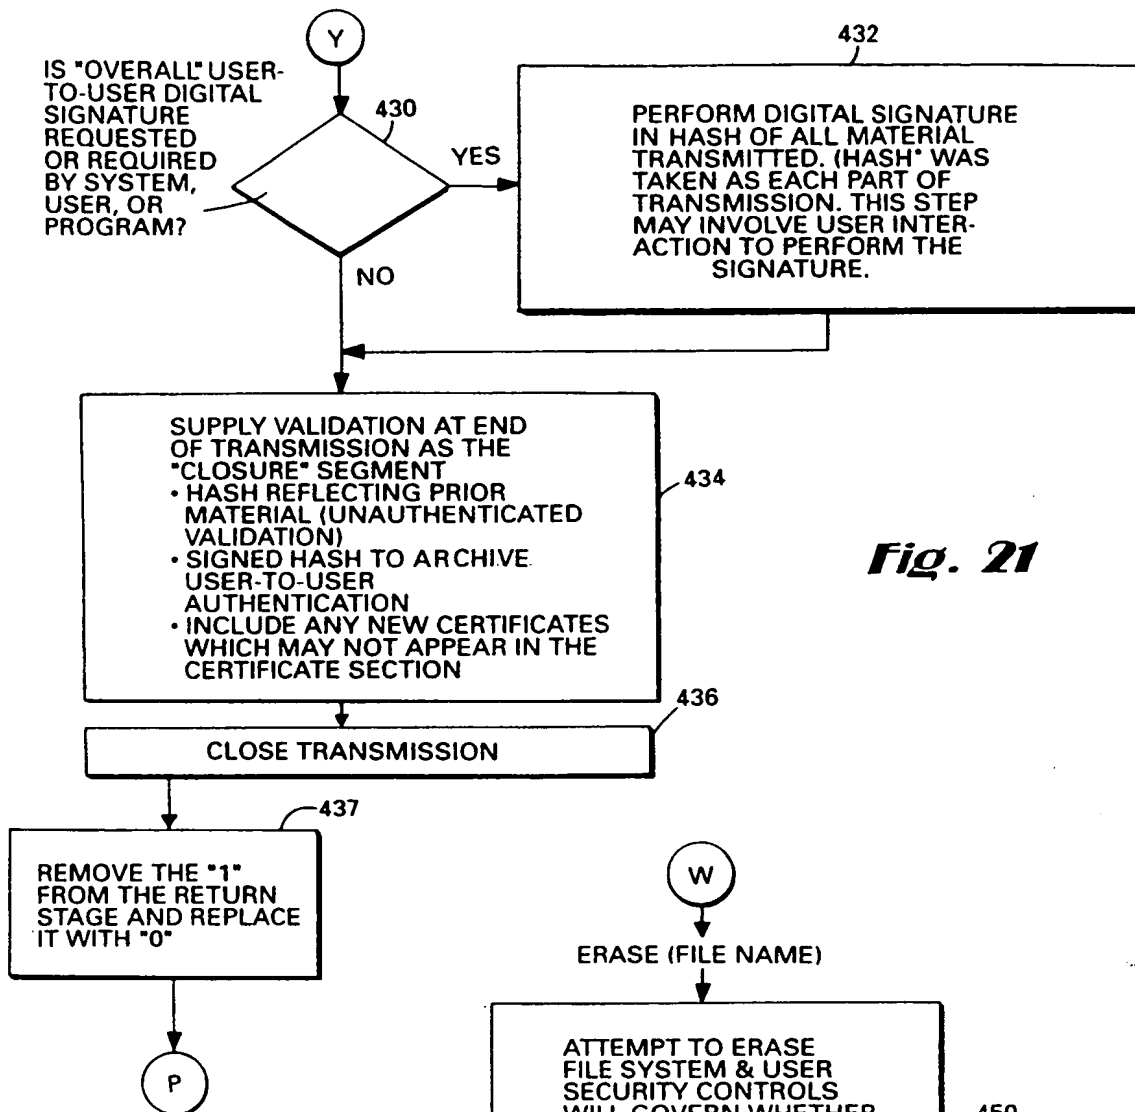 Y
IS "OVERALL" USER-
TO-USER DIGITAL
SIGNATURE
REQUESTED
OR REQUIRED
BY SYSTEM,
USER, OR
PROGRAM?
430
YES
NO
432
PERFORM DIGITAL SIGNATURE
IN HASH OF ALL MATERIAL
TRANSMITTED. (HASH" WAS
TAKEN AS EACH PART OF
TRANSMISSION. THIS STEP
MAY INVOLVE USER INTER-
ACTION TO PERFORM THE
SIGNATURE.
SUPPLY VALIDATION AT END
OF TRANSMISSION AS THE
"CLOSURE" SEGMENT
• HASH REFLECTING PRIOR
MATERIAL (UNAUTHENTICATED
VALIDATION)
• SIGNED HASH TO ARCHIVE
USER-TO-USER
AUTHENTICATION
• INCLUDE ANY NEW CERTIFICATES
WHICH MAY NOT APPEAR IN THE
CERTIFICATE SECTION
434
Fig. 21
436
CLOSE TRANSMISSION
437
REMOVE THE "1"
FROM THE RETURN
STAGE AND REPLACE
IT WITH "0"
P
W
ERASE (FILE NAME)
ATTEMPT TO ERASE
FILE SYSTEM & USER
SECURITY CONTROLS
WILL GOVERN WHETHER